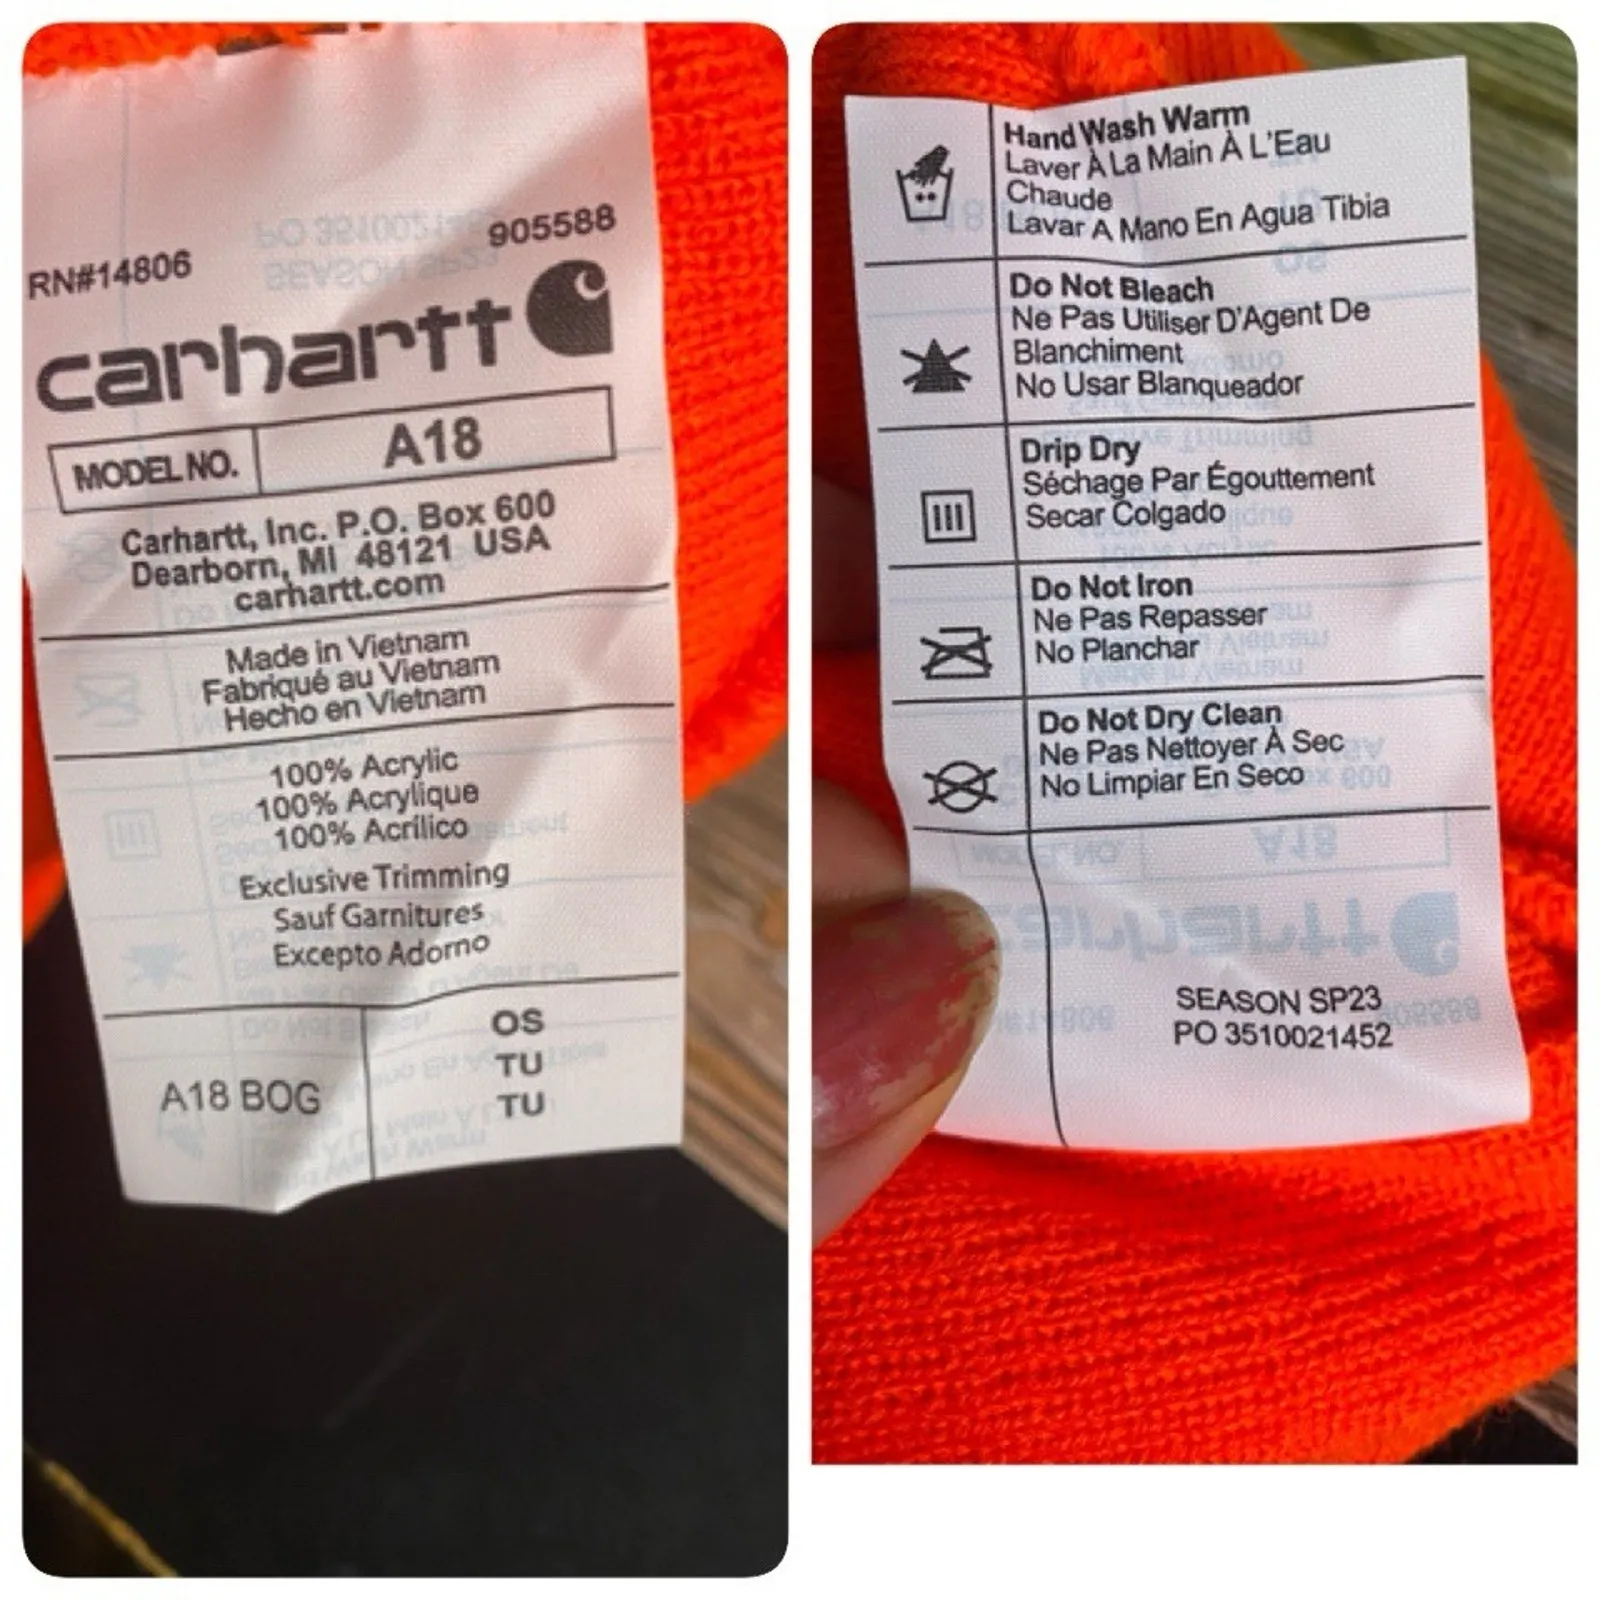 905588
RN#14806
carhartt
MODEL NO. A18
Carhartt, Inc. P.O. Box 600
Dearborn, MI 48121 USA
carhartt.com
Made in Vietnam
Fabriqué au Vietnam
Hecho en Vietnam
100% Acrylic
100% Acrylique
100% Acrílico
Exclusive Trimming
Sauf Garnitures
Excepto Adorno
A18 BOG
OS
TU
TU
Hand Wash Warm
Laver À La Main À L'Eau
Chaude
Lavar A Mano En Agua Tibia
Do Not Bleach
Ne Pas Utiliser D'Agent De
Blanchiment
No Usar Blanqueador
Drip Dry
Séchage Par Égouttement
Secar Colgado
Do Not Iron
Ne Pas Repasser
No Planchar
Do Not Dry Clean
Ne Pas Nettoyer À Sec
No Limpiar En Seco
SEASON SP23
PO 3510021452